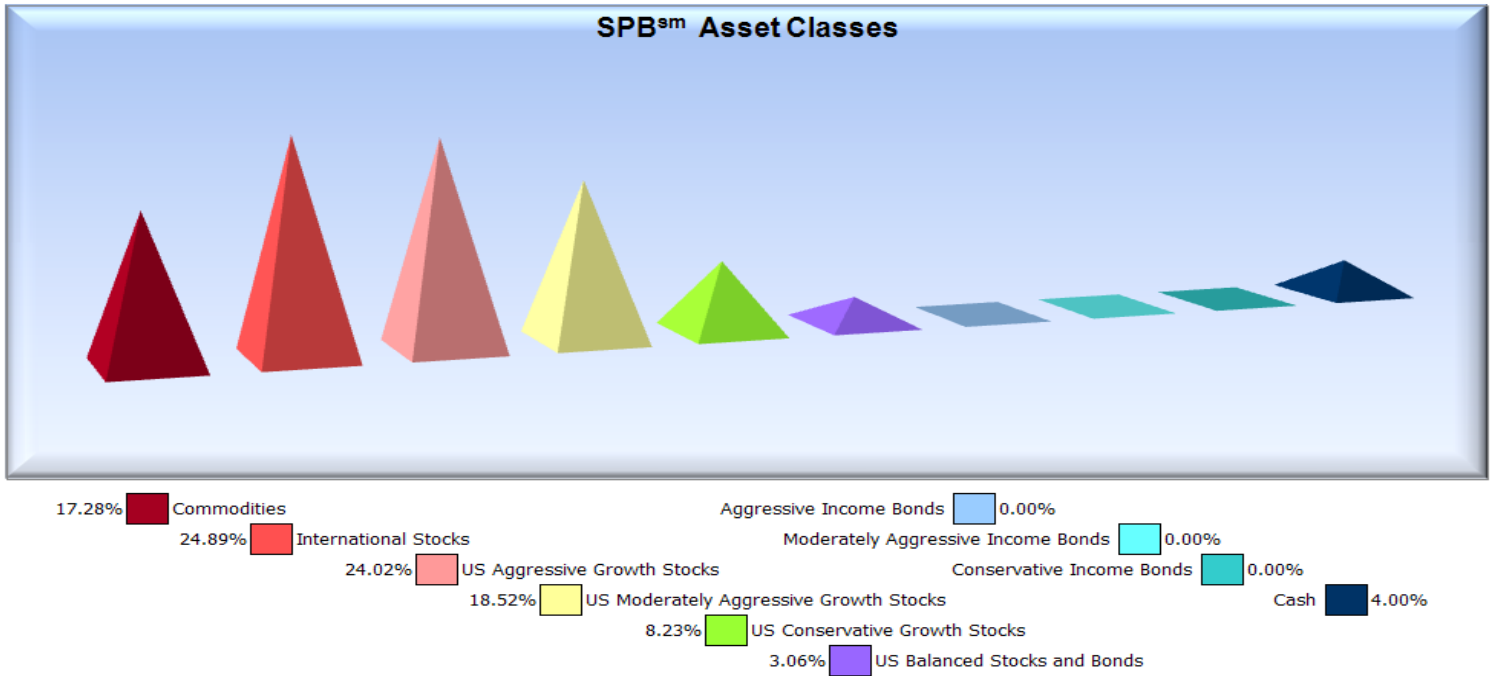 SPBsm Asset Classes
17.28% Commodities
24.89% International Stocks
24.02% US Aggressive Growth Stocks
18.52% US Moderately Aggressive Growth Stocks
8.23% US Conservative Growth Stocks
3.06% US Balanced Stocks and Bonds
Aggressive Income Bonds 0.00%
Moderately Aggressive Income Bonds 0.00%
Conservative Income Bonds 0.00%
Cash 4.00%